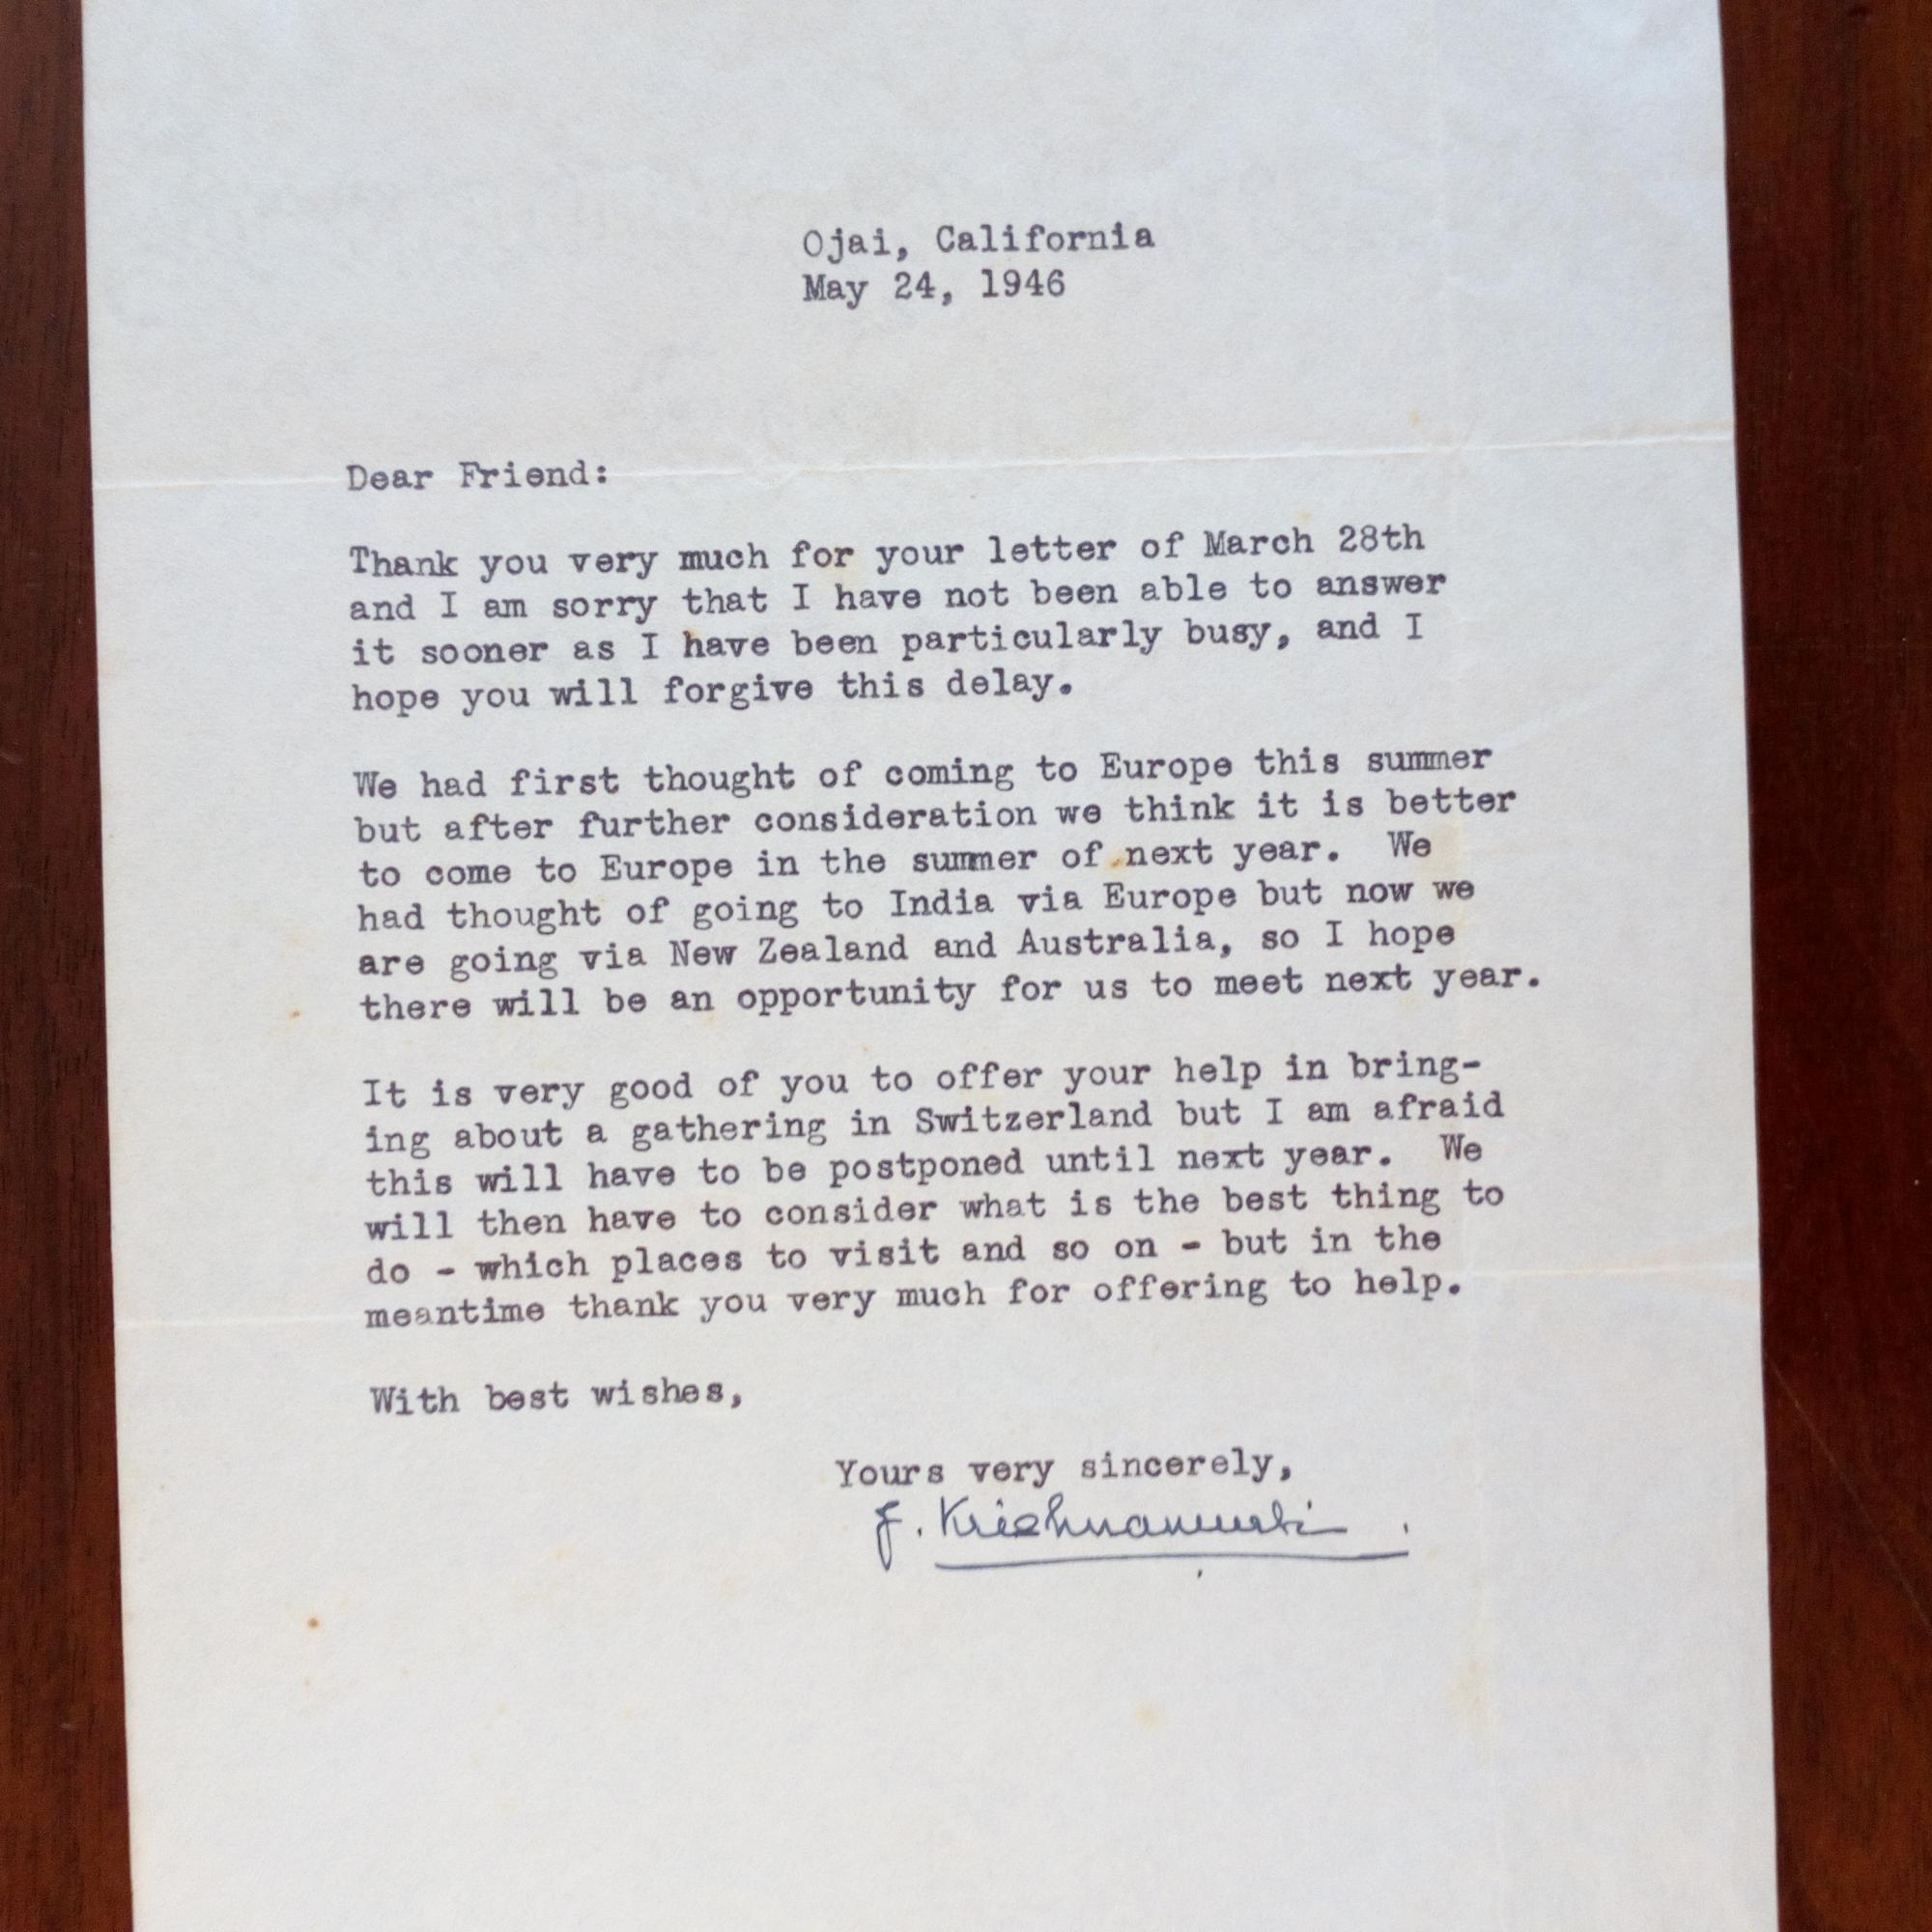 Ojai, California
May 24, 1946
Dear Friend:
Thank you very much for your letter of March 28th
and I am sorry that I have not been able to answer
it sooner as I have been particularly busy, and I
hope you will forgive this delay.
We had first thought of coming to Europe this summer
but after further consideration we think it is better
to come to Europe in the summer of next year.  We
had thought of going to India via Europe but now we
are going via New Zealand and Australia, so I hope
there will be an opportunity for us to meet next year.
It is very good of you to offer your help in bring-
ing about a gathering in Switzerland but I am afraid
this will have to be postponed until next year.  We
will then have to consider what is the best thing to
do - which places to visit and so on - but in the
meantime thank you very much for offering to help.
With best wishes,
Yours very sincerely,
J. Krishnamurti